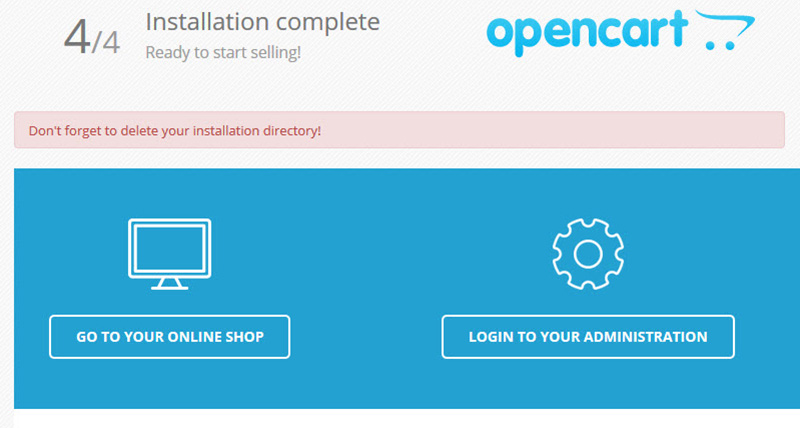 4/4
Installation complete
Ready to start selling!
opencart
Don't forget to delete your installation directory!
GO TO YOUR ONLINE SHOP
LOGIN TO YOUR ADMINISTRATION